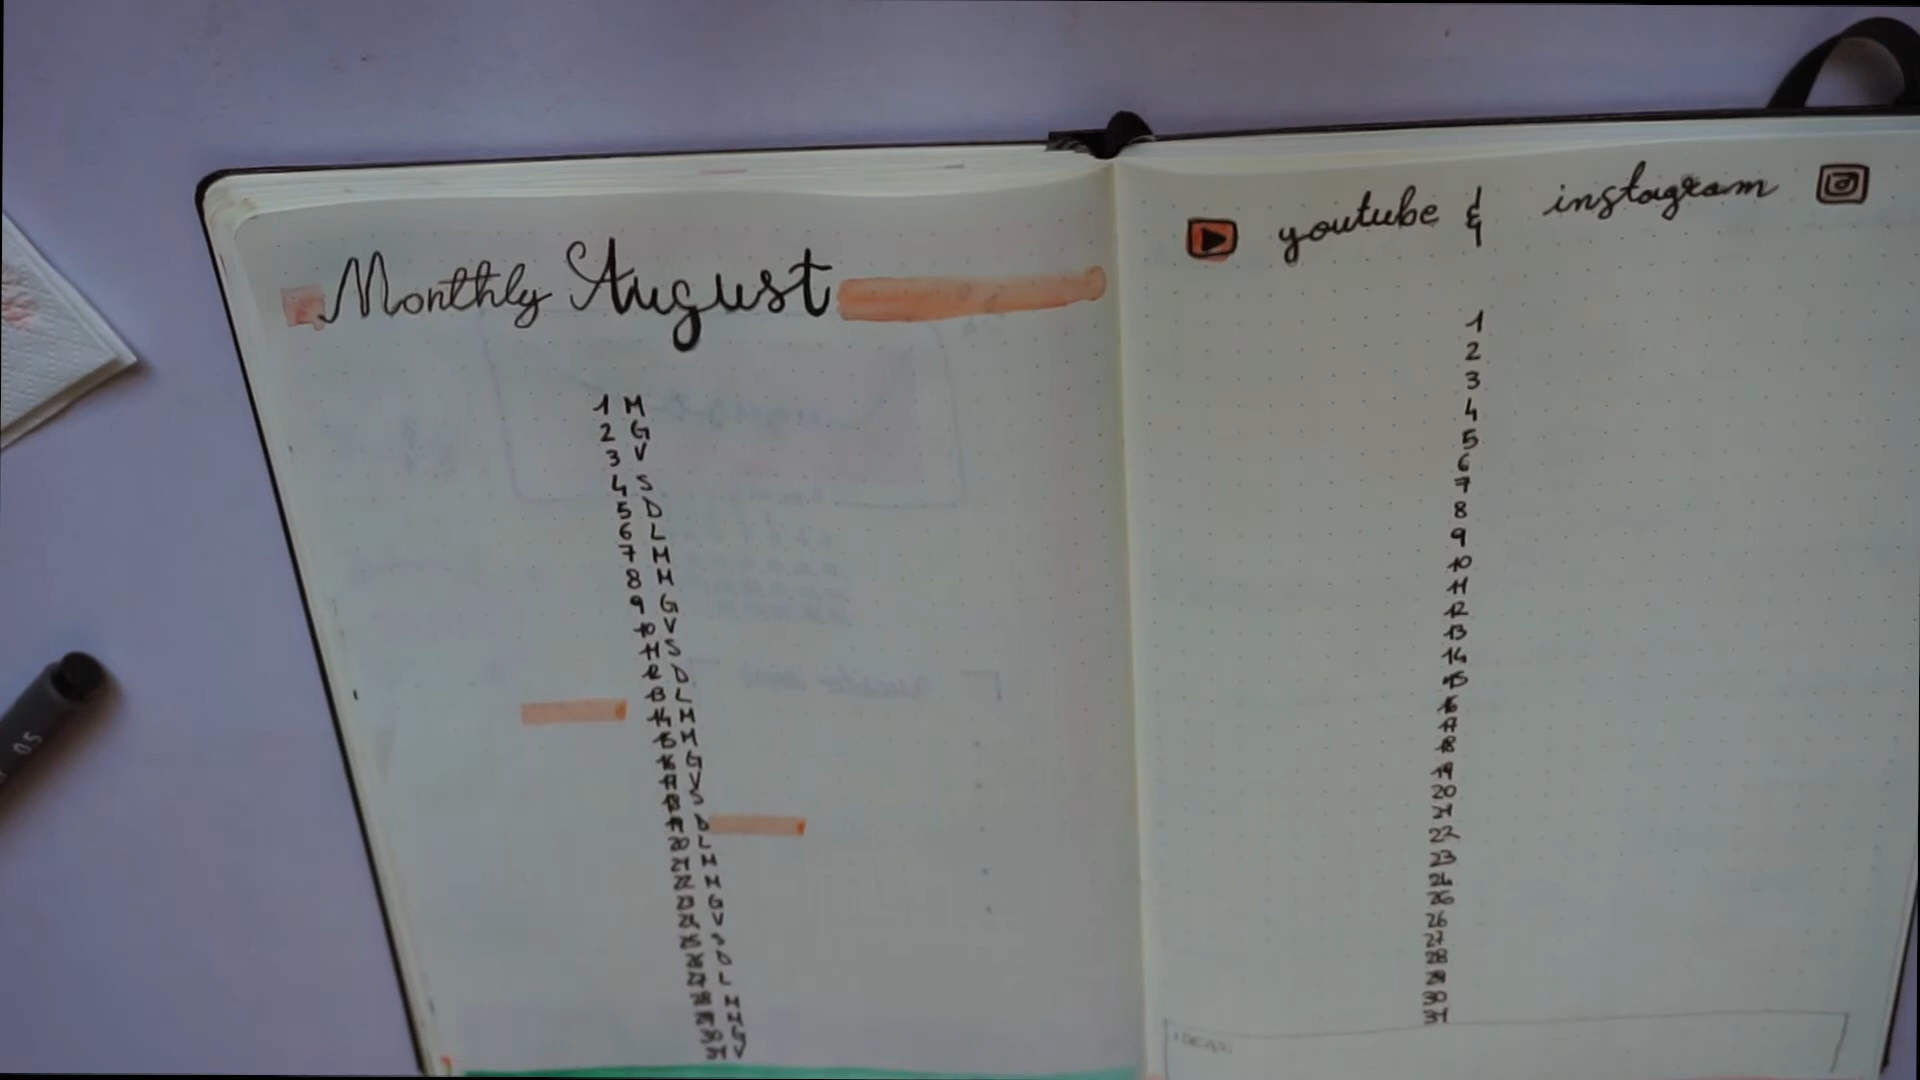 Monthly August
1 M
2 G
3 V
4 S
5 D
6 L
7 M
8 M
9 G
10 V
11 S
12 D
13 L
14 M
15 M
16 G
17 V
18 S
19 D
20 L
21 M
22 M
23 G
24 V
25 S
26 D
27 L
28 M
29 M
30 G
31 V
youtube & instagram
1
2
3
4
5
6
7
8
9
10
11
12
13
14
15
16
17
18
19
20
21
22
23
24
25
26
27
28
29
30
31
IDEAS:
0.5